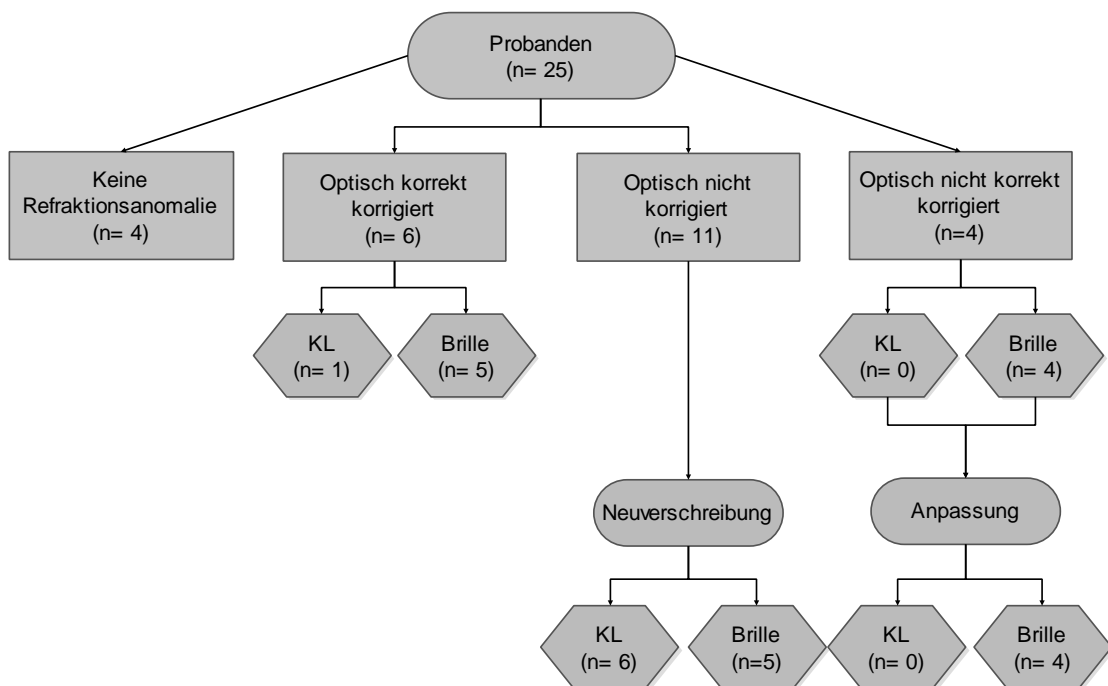 Probanden
(n= 25)
Keine
Refraktionsanomalie
(n= 4)
Optisch korrekt
korrigiert
(n= 6)
Optisch nicht
korrigiert
(n= 11)
Optisch nicht korrekt
korrigiert
(n=4)
KL
(n= 1)
Brille
(n= 5)
KL
(n= 0)
Brille
(n= 4)
Neuverschreibung
Anpassung
KL
(n= 6)
Brille
(n=5)
KL
(n= 0)
Brille
(n= 4)